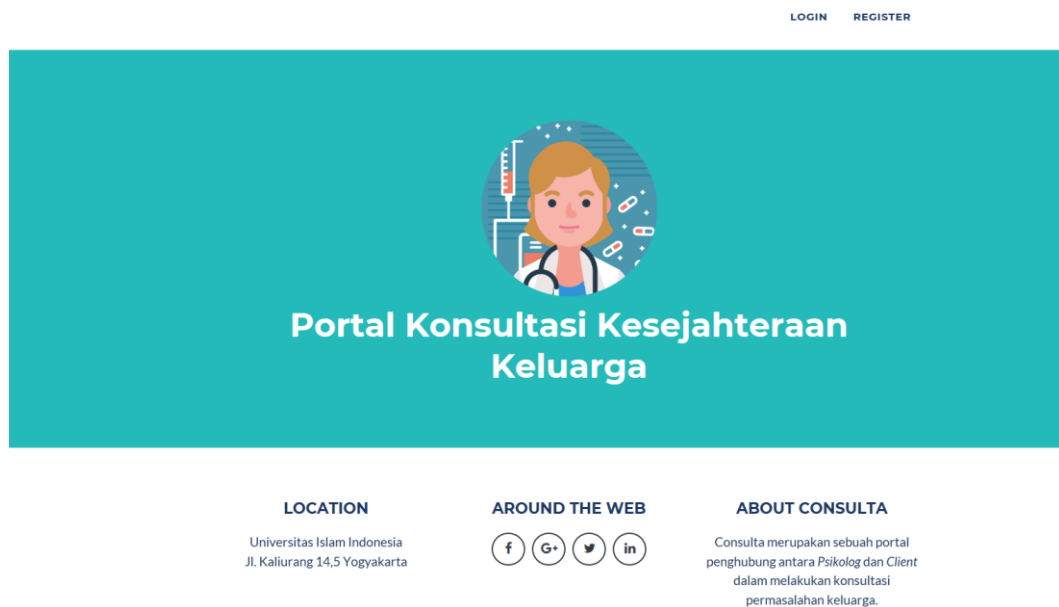 LOGIN REGISTER
Portal Konsultasi Kesejahteraan
Keluarga
LOCATION
Universitas Islam Indonesia
Jl. Kaliurang 14,5 Yogyakarta
AROUND THE WEB
f G+ in
ABOUT CONSULTA
Consulta merupakan sebuah portal
penghubung antara Psikolog dan Client
dalam melakukan konsultasi
permasalahan keluarga.